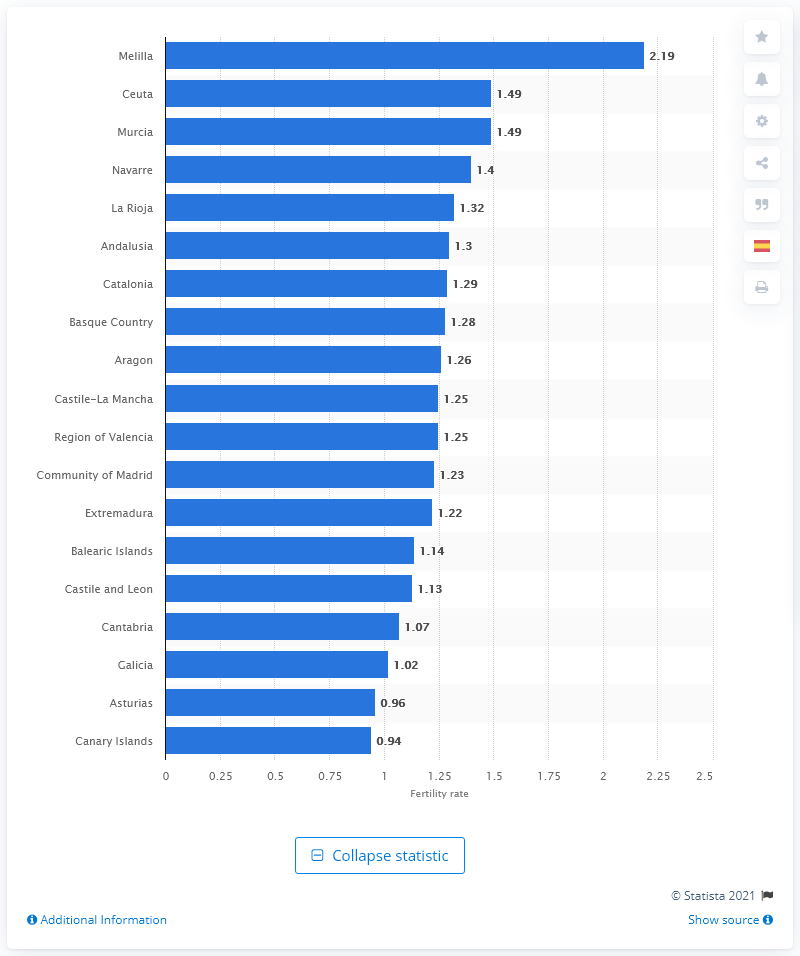 Melilla 2.19
Ceuta 1.49
Murcia 1.49
Navarre 1.4
La Rioja 1.32
Andalusia 1.3
Catalonia 1.29
Basque Country 1.28
Aragon 1.26
Castile-La Mancha 1.25
Region of Valencia 1.25
Community of Madrid 1.23
Extremadura 1.22
Balearic Islands 1.14
Castile and Leon 1.13
Cantabria 1.07
Galicia 1.02
Asturias 0.96
Canary Islands 0.94
0 0.25 0.5 0.75 1 1.25 1.5 1.75 2 2.25 2.5
Fertility rate
Collapse statistic
© Statista 2021
Additional Information Show source